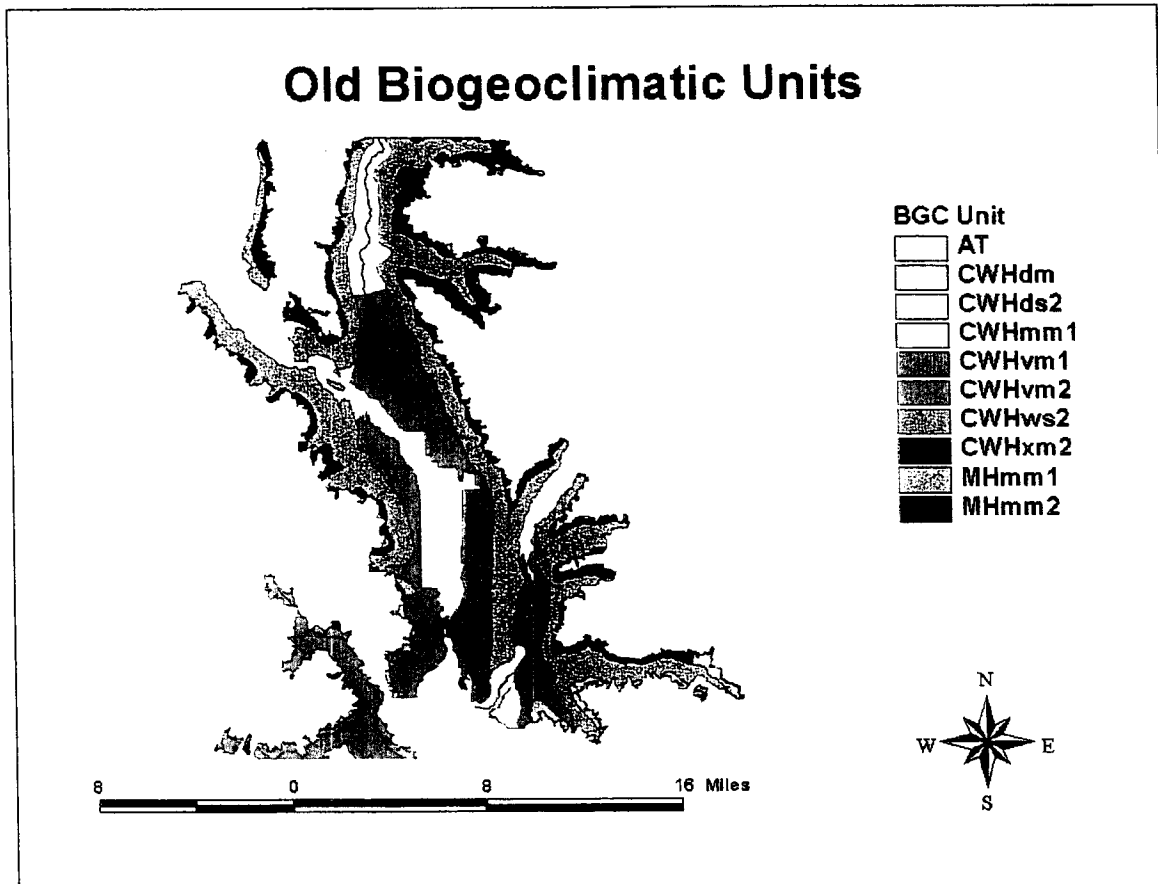 Old Biogeoclimatic Units
BGC Unit
AT
CWHdm
CWHds2
CWHmm1
CWHvm1
CWHvm2
CWHws2
CWHxm2
MHmm1
MHmm2
N
W E
S
8 0 8 16 Miles